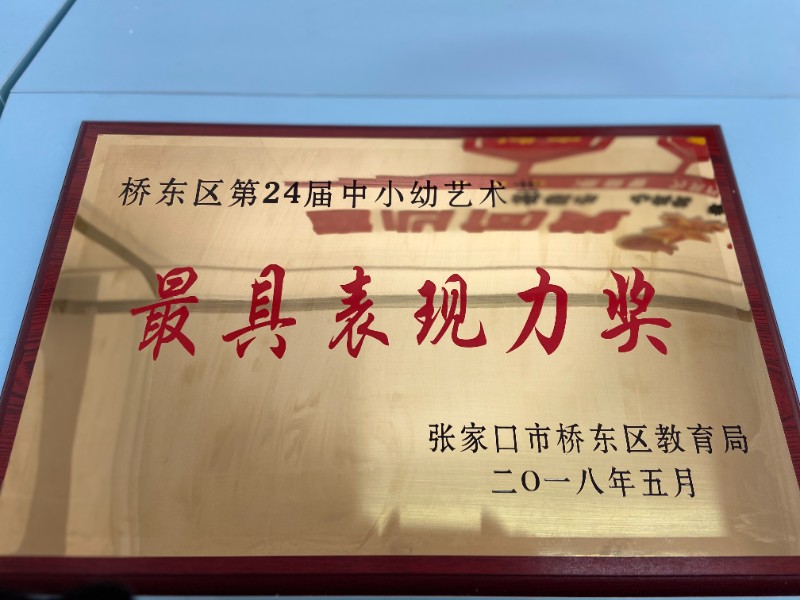 桥东区第24届中小幼艺术
最具表现力奖
张家口市桥东区教育局
二〇一八年五月